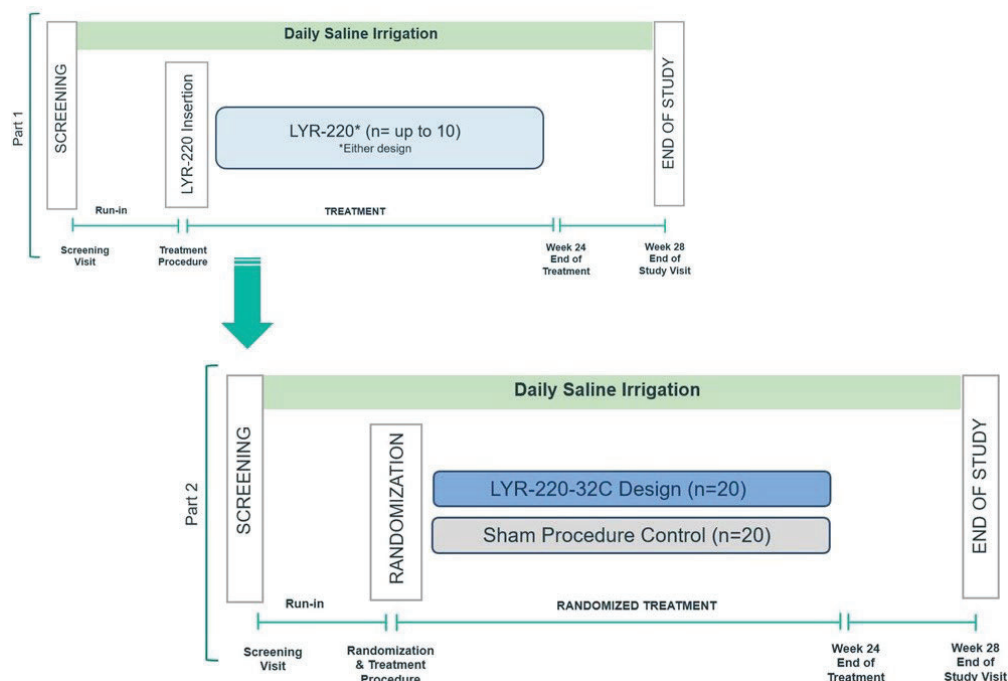 Part 1
SCREENING
Daily Saline Irrigation
LYR-220 Insertion
LYR-220* (n= up to 10)
*Either design
END OF STUDY
Run-in
TREATMENT
Screening
Visit
Treatment
Procedure
Week 24
End of
Treatment
Week 28
End of
Study Visit
Part 2
SCREENING
Daily Saline Irrigation
RANDOMIZATION
LYR-220-32C Design (n=20)
Sham Procedure Control (n=20)
END OF STUDY
Run-in
RANDOMIZED TREATMENT
Screening
Visit
Randomization
& Treatment
Procedure
Week 24
End of
Treatment
Week 28
End of
Study Visit